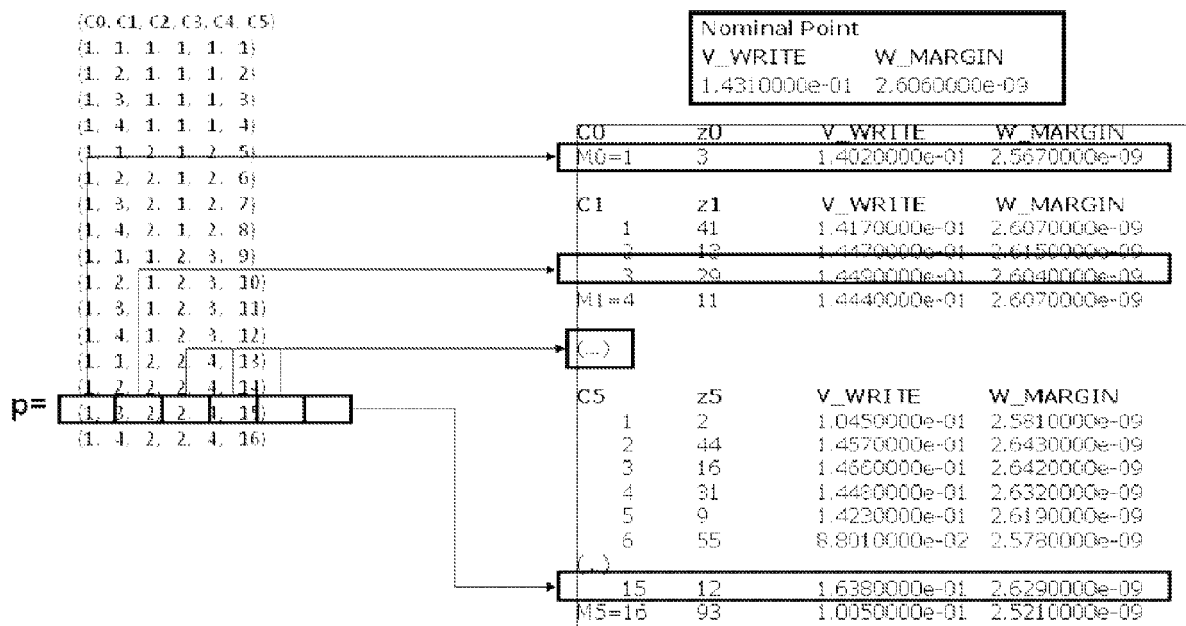 {C0, C1, C2, C3, C4, C5}
{1, 1, 1, 1, 1, 1}
{1, 2, 1, 1, 1, 2}
{1, 3, 1, 1, 1, 3}
{1, 4, 1, 1, 1, 4}
{1, 1, 2, 1, 2, 5}
{1, 2, 2, 1, 2, 6}
{1, 3, 2, 1, 2, 7}
{1, 4, 2, 1, 2, 8}
{1, 1, 1, 2, 3, 9}
{1, 2, 1, 2, 3, 10}
{1, 3, 1, 2, 3, 11}
{1, 4, 1, 2, 3, 12}
{1, 1, 2, 2, 4, 13}
{1, 2, 2, 2, 4, 14}
p= {1, 3, 2, 2, 4, 15}
{1, 4, 2, 2, 4, 16}
Nominal Point
V_WRITE W_MARGIN
1.4310000e-01 2.6060000e-09
C0 z0 V_WRITE W_MARGIN
M0=1 3 1.4020000e-01 2.5670000e-09
C1 z1 V_WRITE W_MARGIN
1 41 1.4170000e-01 2.6070000e-09
2 12 1.4470000e-01 2.6150000e-09
3 29 1.4490000e-01 2.6040000e-09
M1=4 11 1.4440000e-01 2.6070000e-09
(...)
C5 z5 V_WRITE W_MARGIN
1 2 1.0450000e-01 2.5810000e-09
2 44 1.4570000e-01 2.6430000e-09
3 16 1.4660000e-01 2.6420000e-09
4 31 1.4480000e-01 2.6320000e-09
5 9 1.4230000e-01 2.6190000e-09
6 55 8.8010000e-02 2.5780000e-09
(...)
15 12 1.6380000e-01 2.6290000e-09
M5=16 93 1.0050000e-01 2.5210000e-09